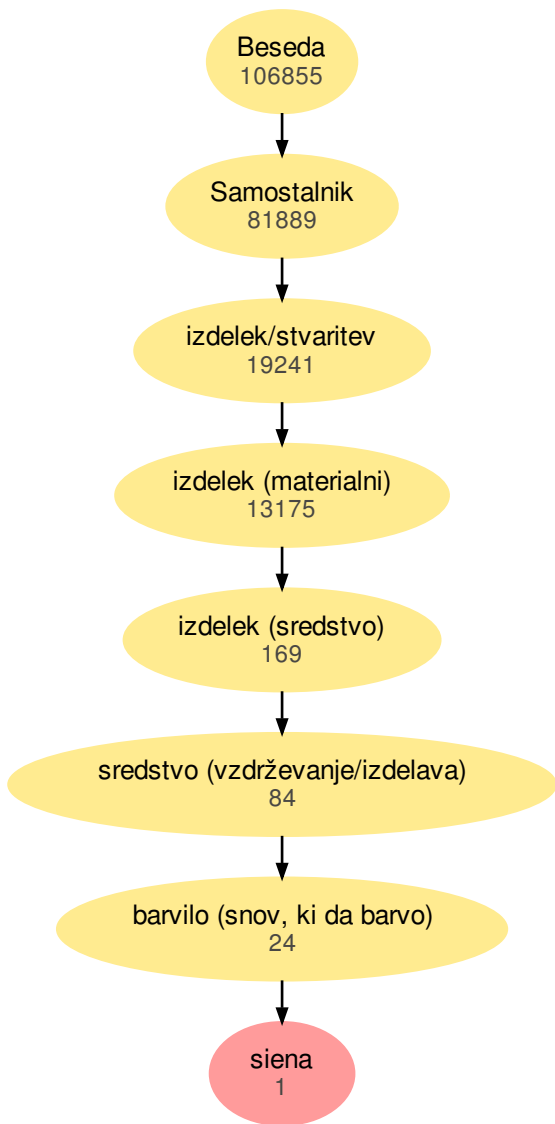 Beseda
106855
Samostalnik
81889
izdelek/stvaritev
19241
izdelek (materialni)
13175
izdelek (sredstvo)
169
sredstvo (vzdrževanje/izdelava)
84
barvilo (snov, ki da barvo)
24
siena
1